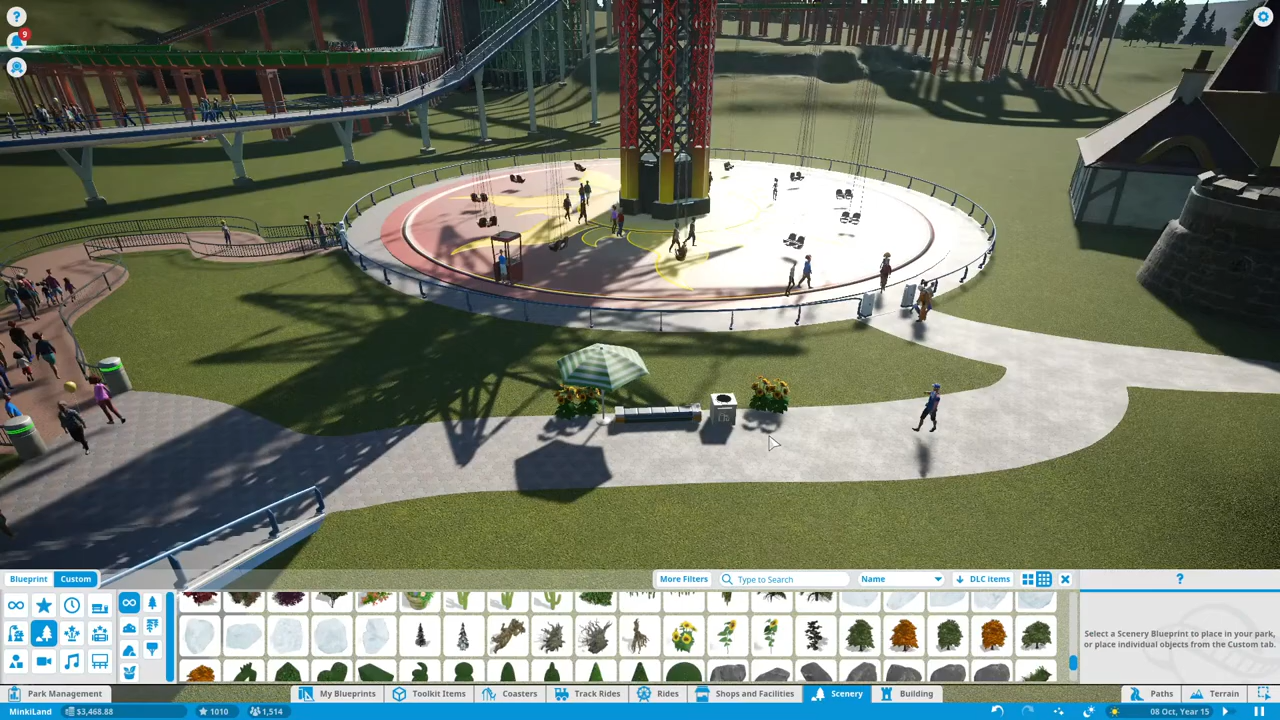 9
Blueprint Custom More Filters Type to Search Name DLC items ?
Select a Scenery Blueprint to place in your park,
or place individual objects from the Custom tab.
Park Management My Blueprints Toolkit Items Coasters Track Rides Rides Shops and Facilities Scenery Building Paths Terrain
MinkiLand $3,468.88 1010 1,514 08 Oct, Year 15